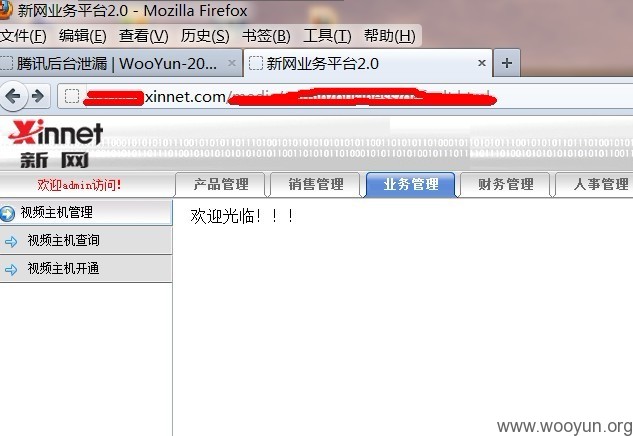 新网业务平台2.0 - Mozilla Firefox
文件(F) 编辑(E) 查看(V) 历史(S) 书签(B) 工具(T) 帮助(H)
腾讯后台泄漏 | WooYun-20... × 新网业务平台2.0 × +
xinnet.com/
Xinnet
新网
欢迎admin访问! 产品管理 销售管理 业务管理 财务管理 人事管理
视频主机管理
欢迎光临！！！
视频主机查询
视频主机开通
www.wooyun.org